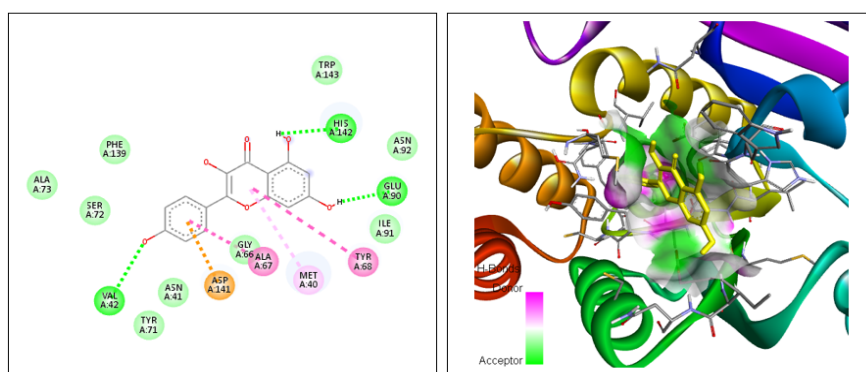 TRP
A:143
HIS
A:142
ASN
A:92
PHE
A:139
ALA
A:73
SER
A:72
GLU
A:90
ILE
A:91
GLY
A:66
ALA
A:67
TYR
A:68
MET
A:40
ASP
A:141
ASN
A:41
VAL
A:42
TYR
A:71
O
O
H
HO
O
O
H
O
H-Bonds
Donor
Acceptor